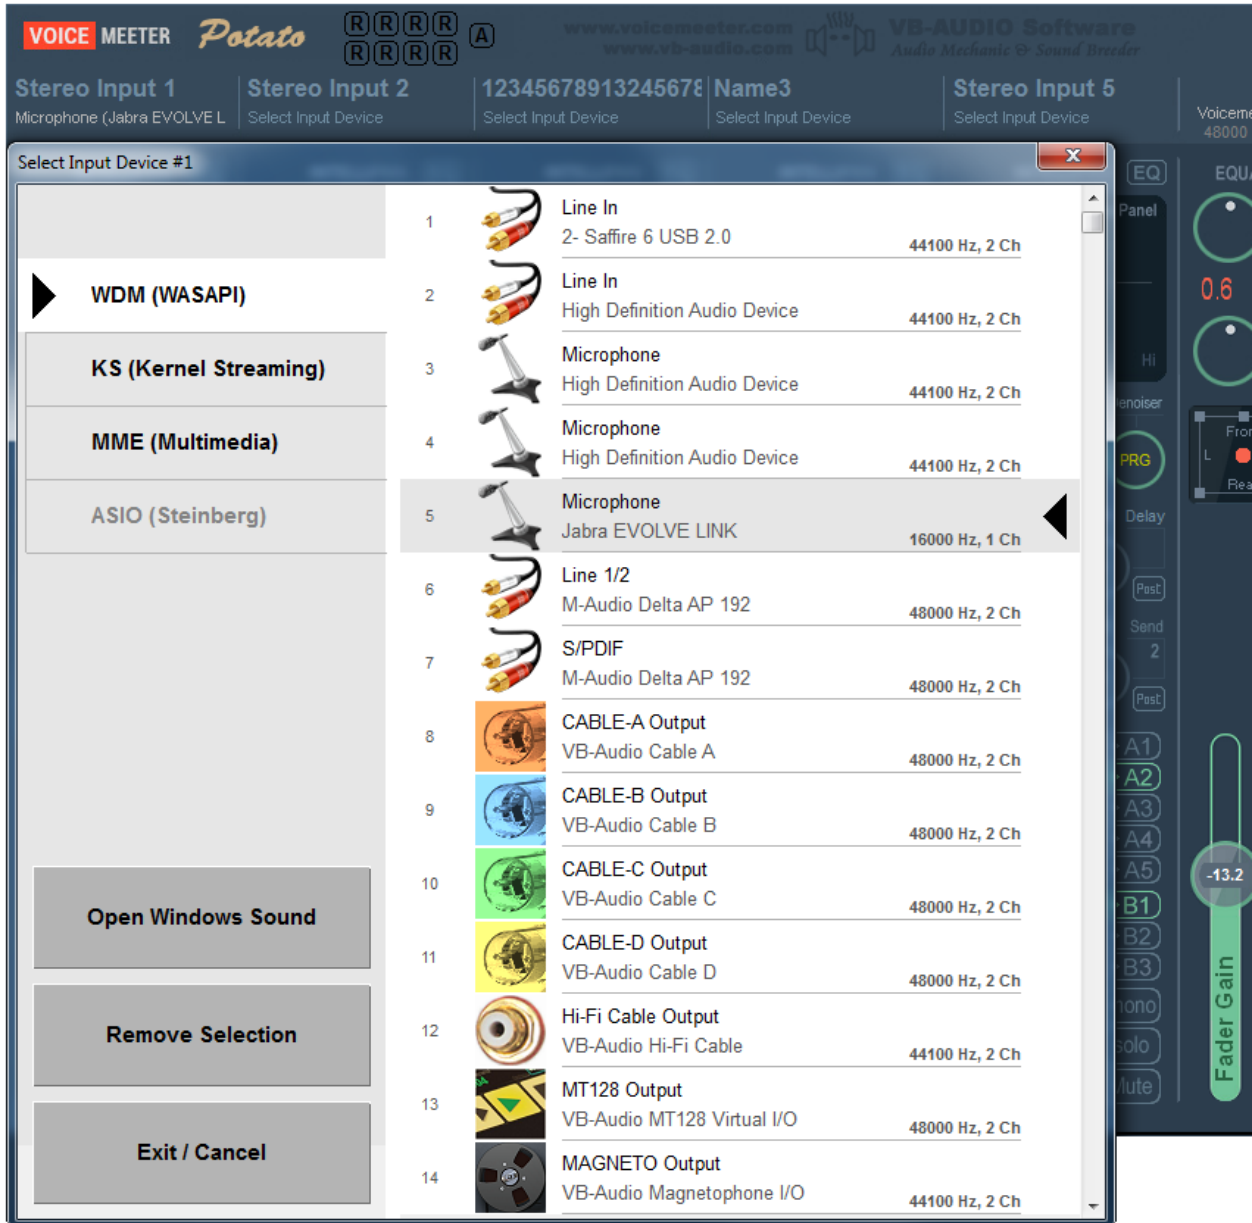 VOICE MEETER Potato R R R R A
R R R R
www.voicemeeter.com
www.vb-audio.com
VB-AUDIO Software
Audio Mechanic & Sound Breeder
Stereo Input 1 Stereo Input 2 12345678913245678 Name3 Stereo Input 5
Microphone (Jabra EVOLVE L Select Input Device Select Input Device Select Input Device Select Input Device Voiceme
48000
Select Input Device #1 X
EQ EQU
Panel
0.6
Hi
enoiser
PRG
Fror
L
Rea
Delay
Post
Send
2
Post
A1
A2
A3
A4
A5
-13.2
B1
B2
B3
Fader Gain
mono
solo
Mute
WDM (WASAPI)
KS (Kernel Streaming)
MME (Multimedia)
ASIO (Steinberg)
Open Windows Sound
Remove Selection
Exit / Cancel
1 Line In
2- Saffire 6 USB 2.0 44100 Hz, 2 Ch
2 Line In
High Definition Audio Device 44100 Hz, 2 Ch
3 Microphone
High Definition Audio Device 44100 Hz, 2 Ch
4 Microphone
High Definition Audio Device 44100 Hz, 2 Ch
5 Microphone
Jabra EVOLVE LINK 16000 Hz, 1 Ch
6 Line 1/2
M-Audio Delta AP 192 48000 Hz, 2 Ch
7 S/PDIF
M-Audio Delta AP 192 48000 Hz, 2 Ch
8 CABLE-A Output
VB-Audio Cable A 48000 Hz, 2 Ch
9 CABLE-B Output
VB-Audio Cable B 48000 Hz, 2 Ch
10 CABLE-C Output
VB-Audio Cable C 48000 Hz, 2 Ch
11 CABLE-D Output
VB-Audio Cable D 48000 Hz, 2 Ch
12 Hi-Fi Cable Output
VB-Audio Hi-Fi Cable 44100 Hz, 2 Ch
13 MT128 Output
VB-Audio MT128 Virtual I/O 48000 Hz, 2 Ch
14 MAGNETO Output
VB-Audio Magnetophone I/O 44100 Hz, 2 Ch